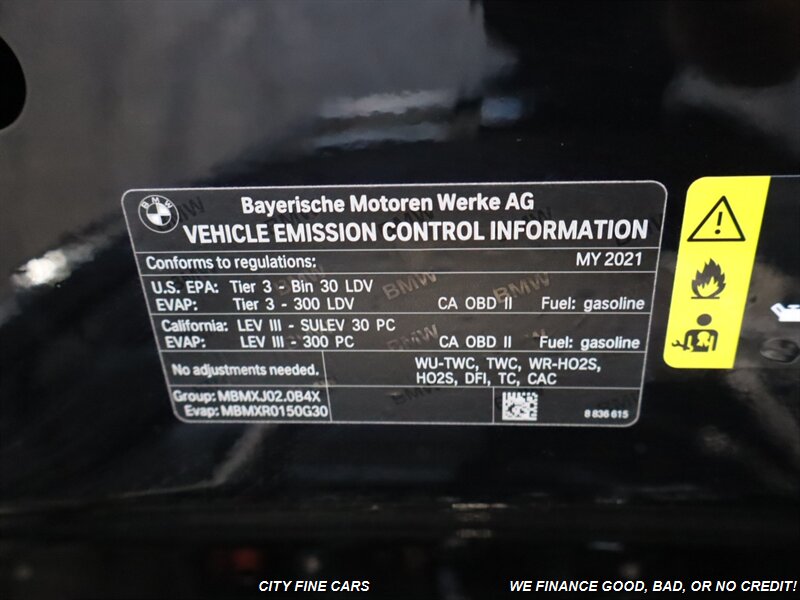 BMW
Bayerische Motoren Werke AG
VEHICLE EMISSION CONTROL INFORMATION
Conforms to regulations: MY 2021
U.S. EPA: Tier 3 - Bin 30 LDV
EVAP: Tier 3 - 300 LDV CA OBD II Fuel: gasoline
California: LEV III - SULEV 30 PC
EVAP: LEV III - 300 PC CA OBD II Fuel: gasoline
No adjustments needed. WU-TWC, TWC, WR-HO2S,
HO2S, DFI, TC, CAC
Group: MBMXJ02.0B4X
Evap: MBMXR0150G30 8 836 615
CITY FINE CARS WE FINANCE GOOD, BAD, OR NO CREDIT!